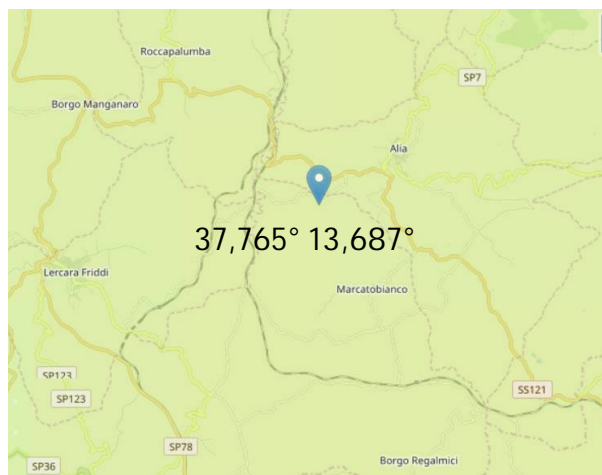 Roccapalumba
SP7
Borgo Manganaro
Alia
37,765° 13,687°
Lercara Friddi
Marcatobianco
SP123
SP123
SS121
SP78
Borgo Regalmici
SP36